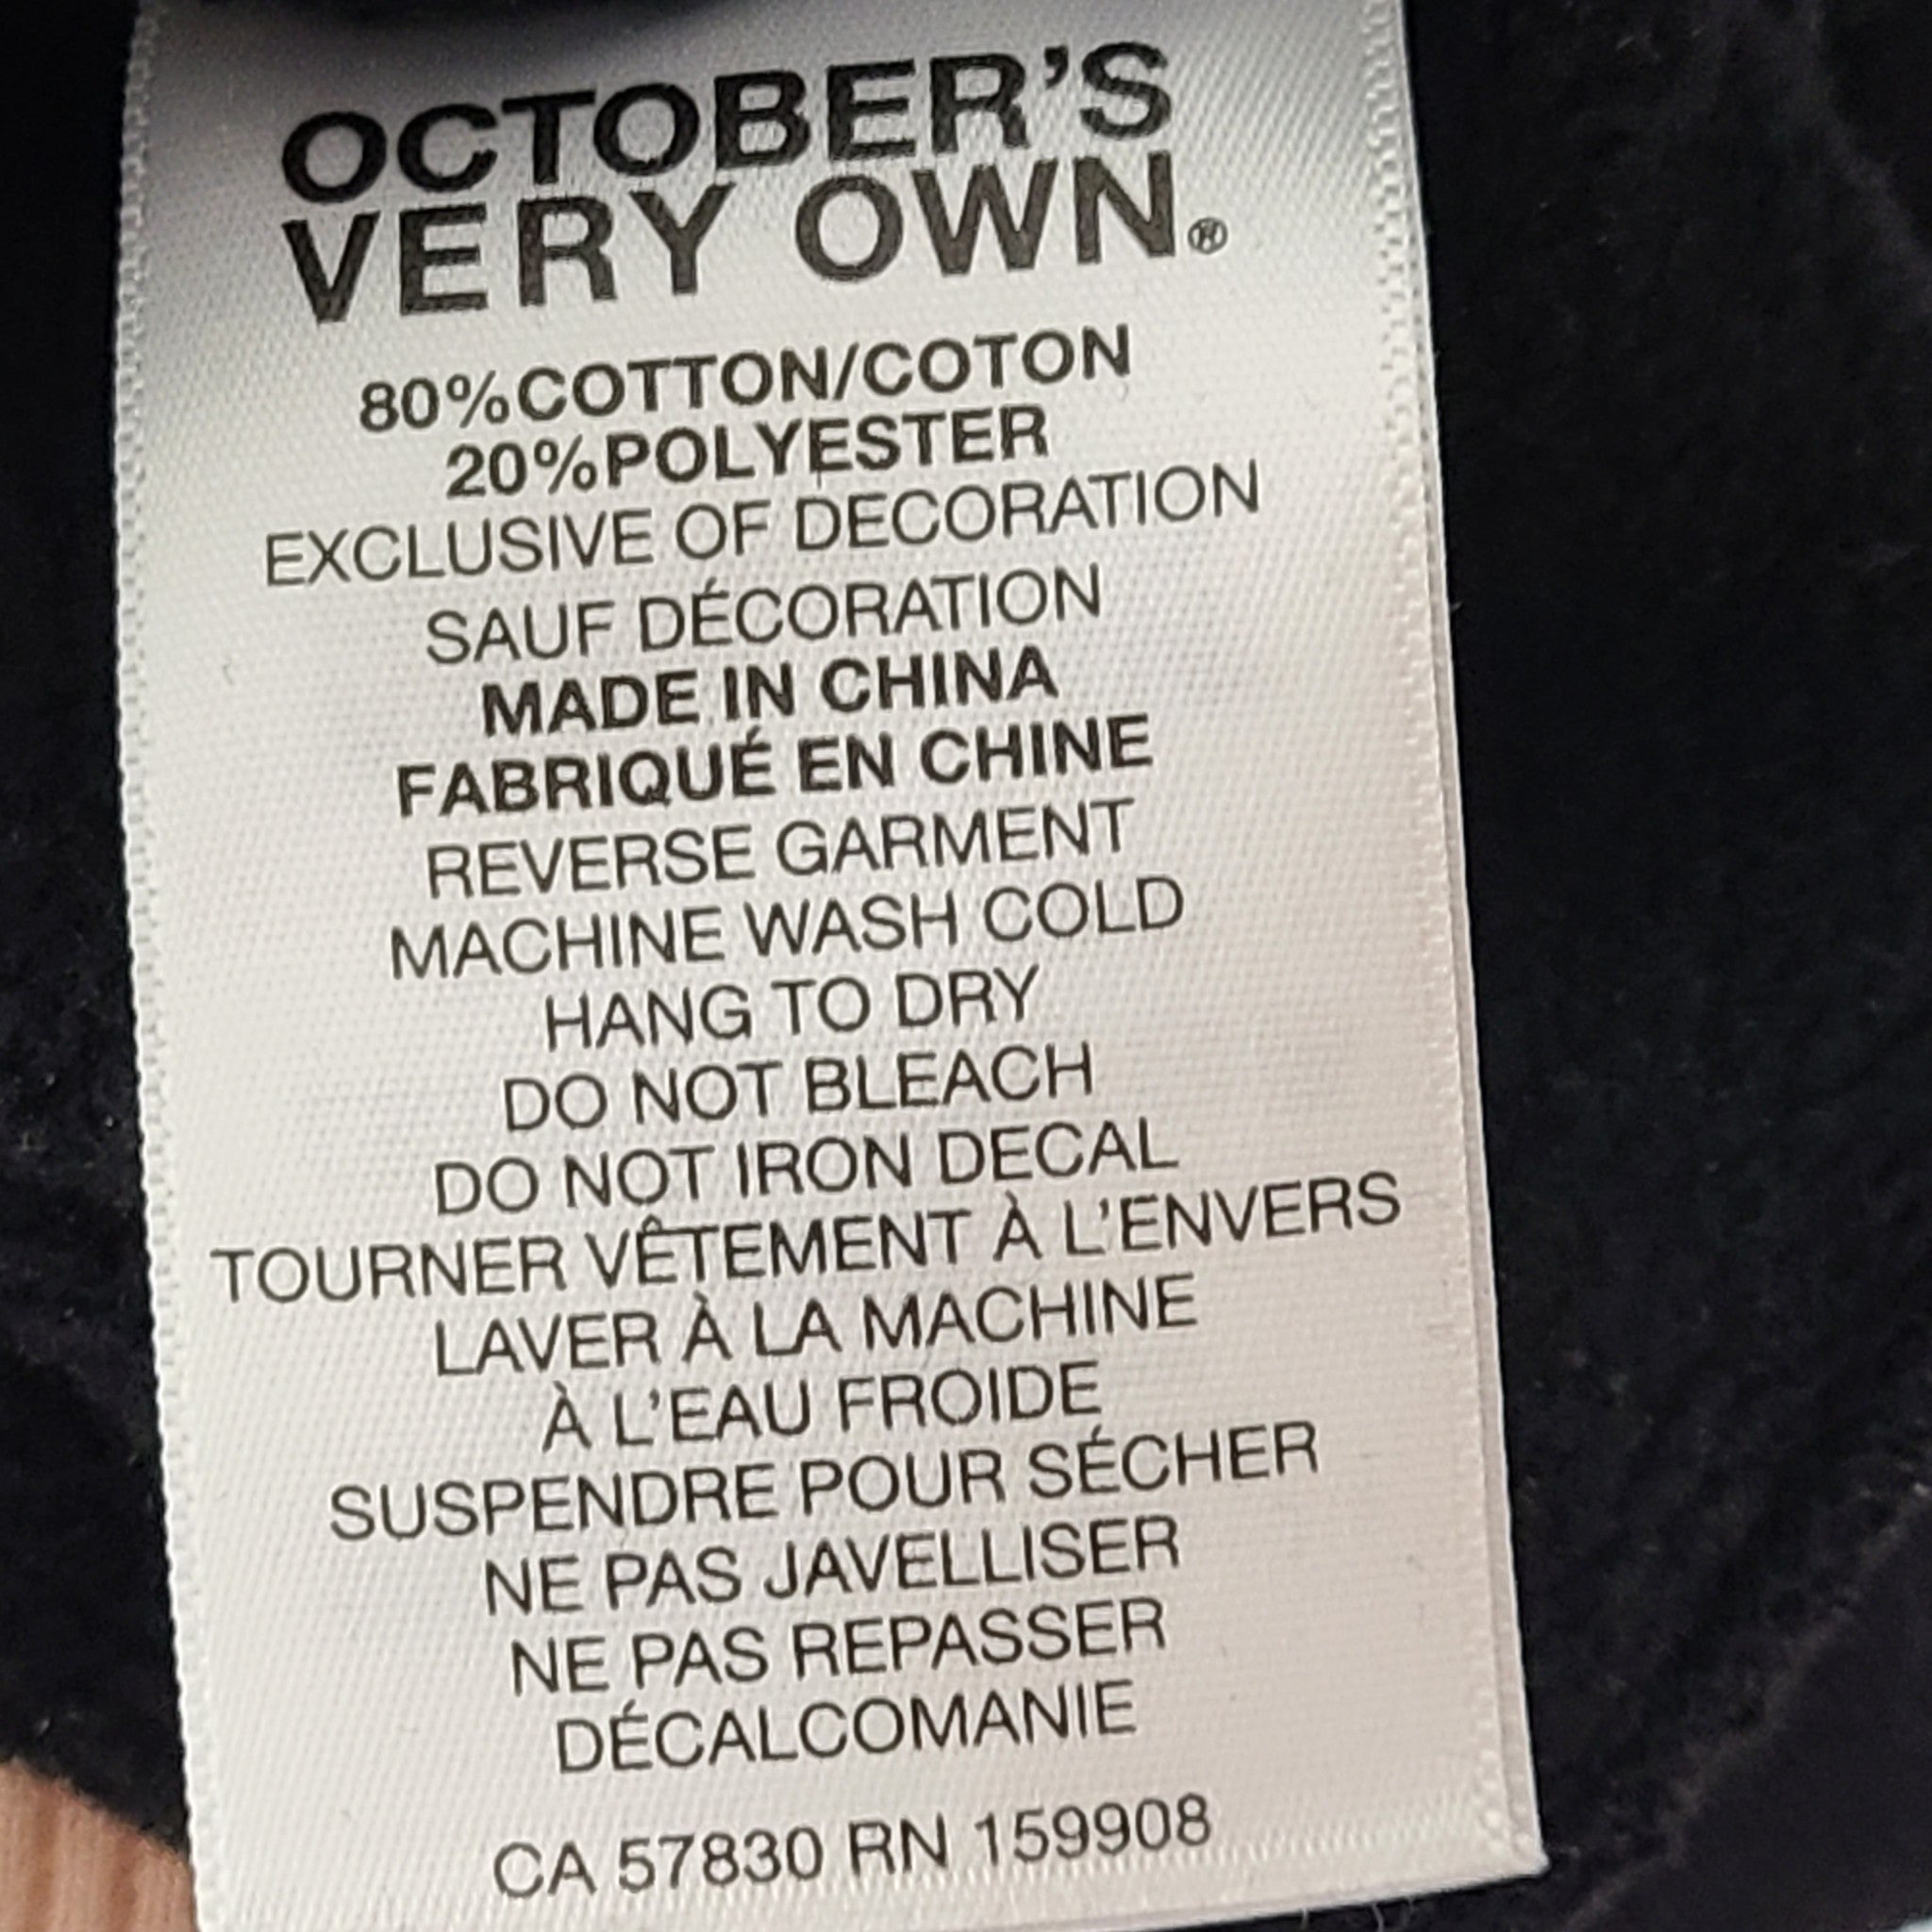 OCTOBER'S
VERY OWN®
80%COTTON/COTON
20%POLYESTER
EXCLUSIVE OF DECORATION
SAUF DÉCORATION
MADE IN CHINA
FABRIQUÉ EN CHINE
REVERSE GARMENT
MACHINE WASH COLD
HANG TO DRY
DO NOT BLEACH
DO NOT IRON DECAL
TOURNER VÊTEMENT À L'ENVERS
LAVER À LA MACHINE
À L'EAU FROIDE
SUSPENDRE POUR SÉCHER
NE PAS JAVELLISER
NE PAS REPASSER
DÉCALCOMANIE
CA 57830 RN 159908